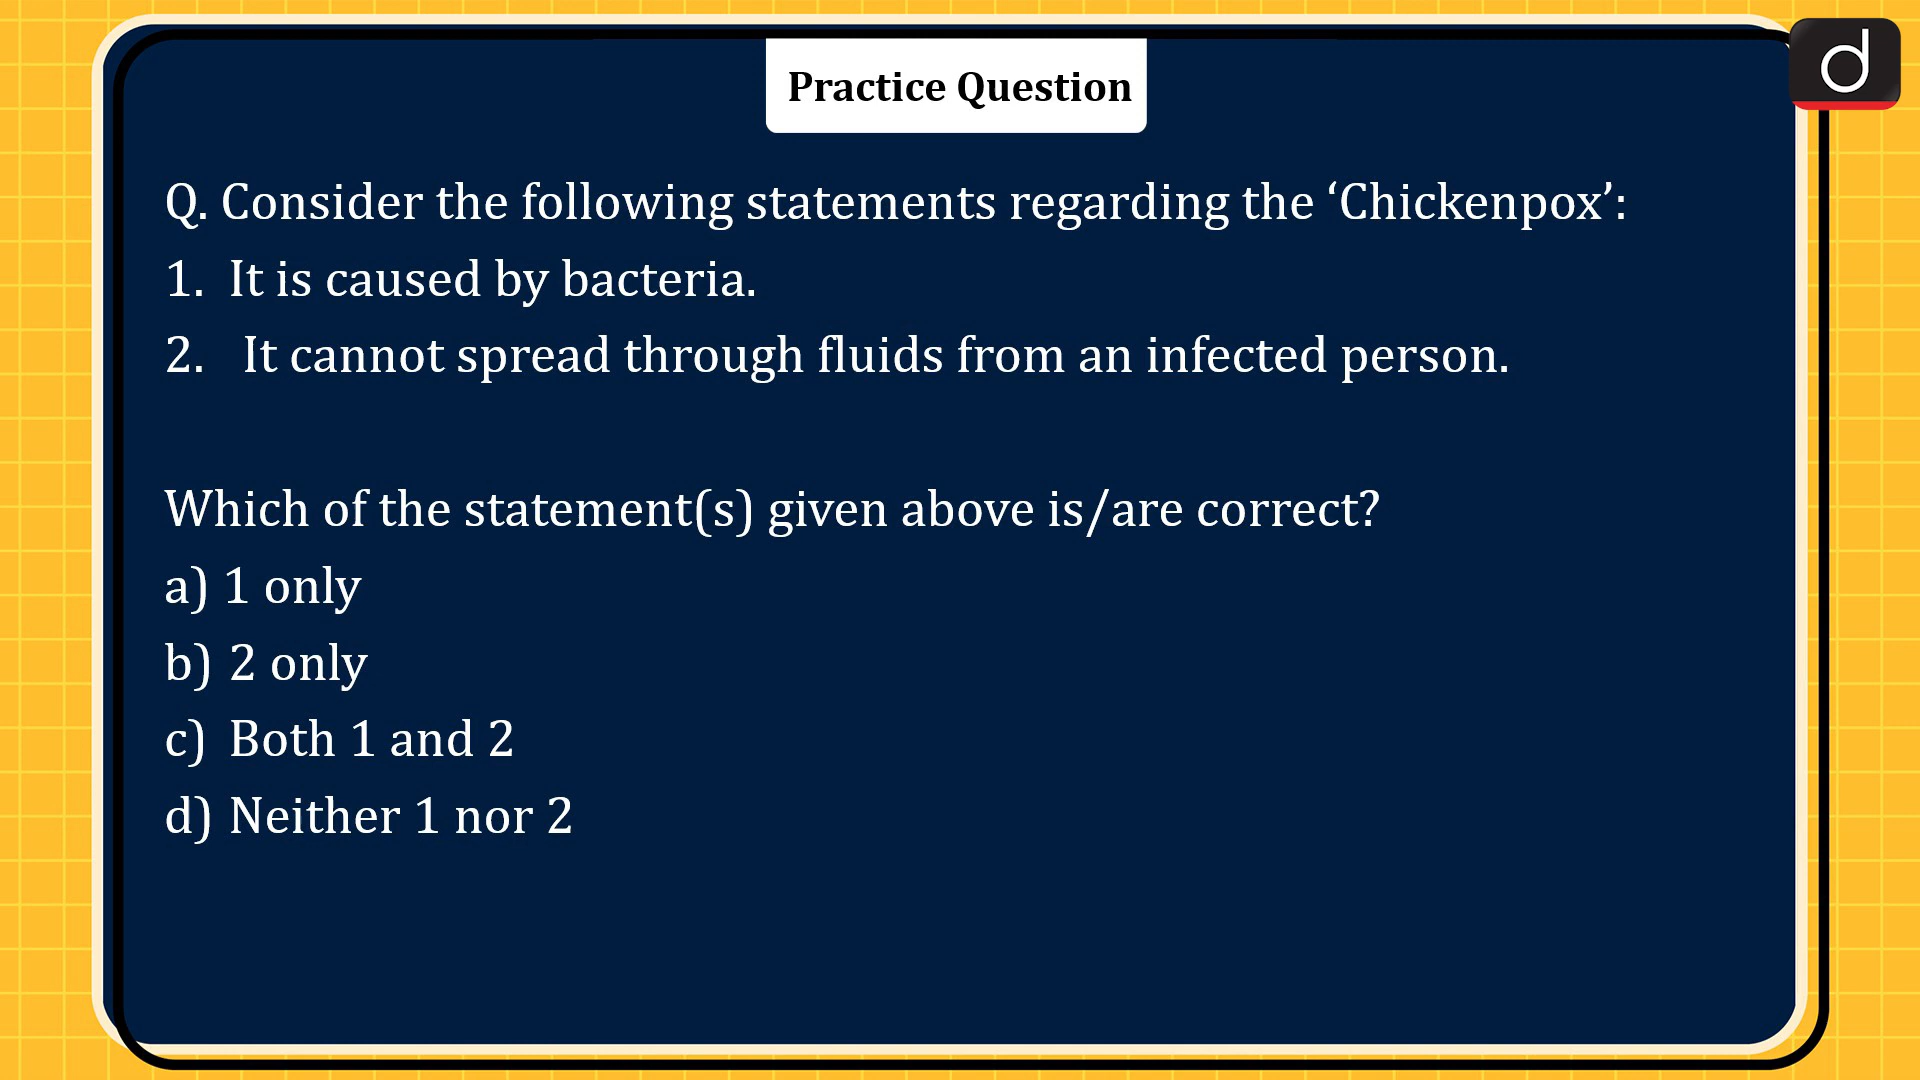 Practice Question
Q. Consider the following statements regarding the ‘Chickenpox’:
1. It is caused by bacteria.
2. It cannot spread through fluids from an infected person.
Which of the statement(s) given above is/are correct?
a) 1 only
b) 2 only
c) Both 1 and 2
d) Neither 1 nor 2
d